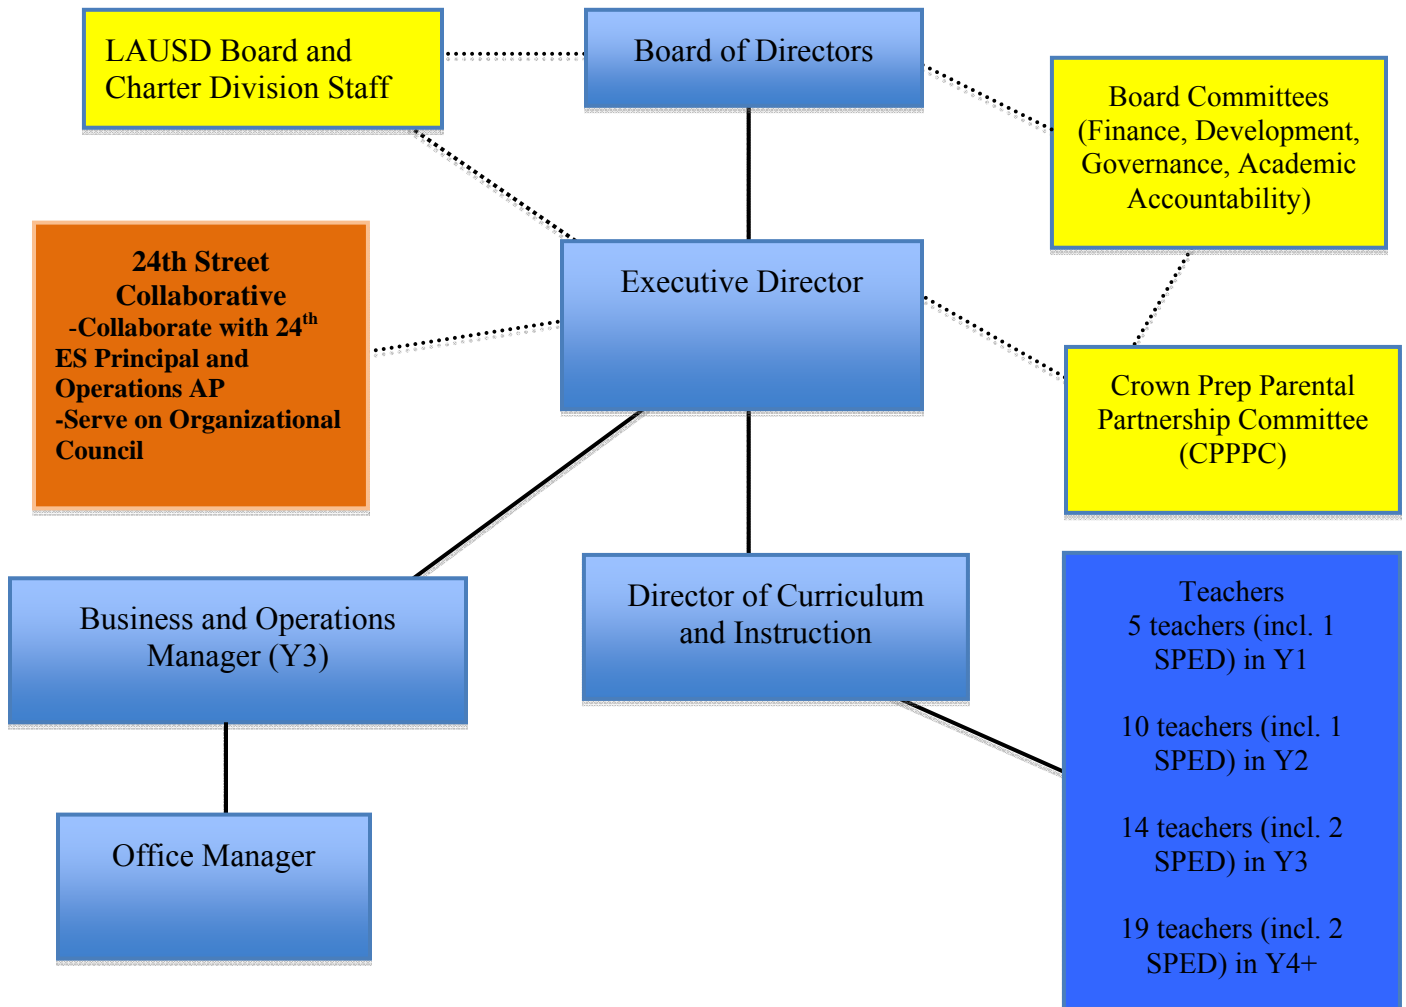 LAUSD Board and
Charter Division Staff
Board of Directors
Board Committees
(Finance, Development,
Governance, Academic
Accountability)
24th Street
Collaborative
-Collaborate with 24th
ES Principal and
Operations AP
-Serve on Organizational
Council
Executive Director
Crown Prep Parental
Partnership Committee
(CPPPC)
Business and Operations
Manager (Y3)
Director of Curriculum
and Instruction
Teachers
5 teachers (incl. 1
SPED) in Y1
10 teachers (incl. 1
SPED) in Y2
14 teachers (incl. 2
SPED) in Y3
19 teachers (incl. 2
SPED) in Y4+
Office Manager